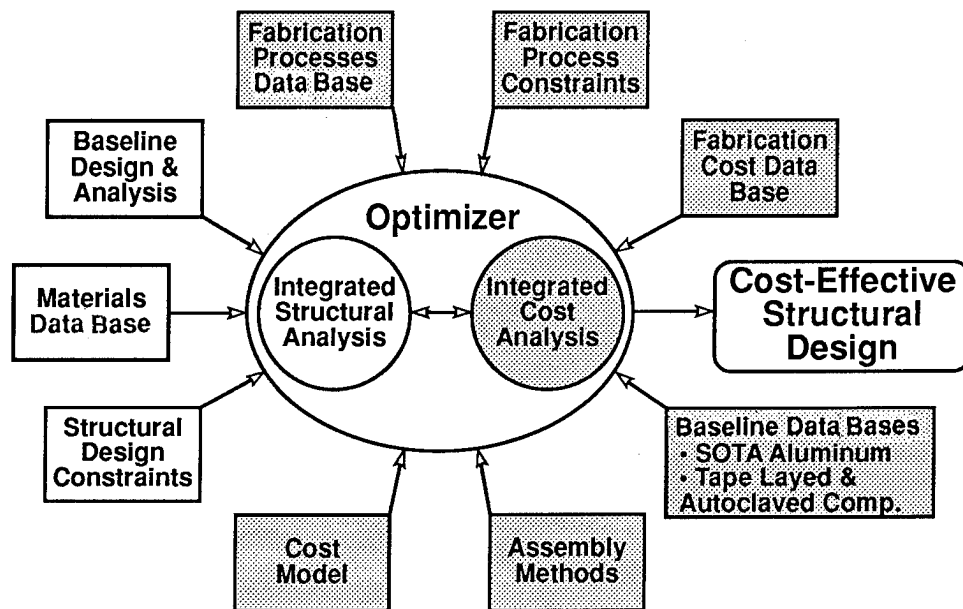 Fabrication
Processes
Data Base
Fabrication
Process
Constraints
Baseline
Design &
Analysis
Fabrication
Cost Data
Base
Optimizer
Materials
Data Base
Integrated
Structural
Analysis
Integrated
Cost
Analysis
Cost-Effective
Structural
Design
Structural
Design
Constraints
Baseline Data Bases
• SOTA Aluminum
• Tape Layed &
Autoclaved Comp.
Cost
Model
Assembly
Methods